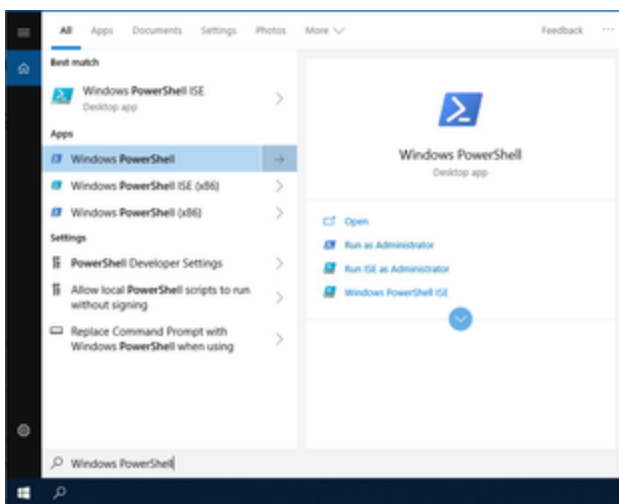 All Apps Documents Settings Photos More Feedback ...
Best match
Windows PowerShell ISE
Desktop app
Apps
Windows PowerShell
Windows PowerShell ISE (x86)
Windows PowerShell (x86)
Settings
PowerShell Developer Settings
Allow local PowerShell scripts to run
without signing
Replace Command Prompt with
Windows PowerShell when using
Windows PowerShell
Desktop app
Open
Run as Administrator
Run ISE as Administrator
Windows PowerShell ISE
Windows PowerShell